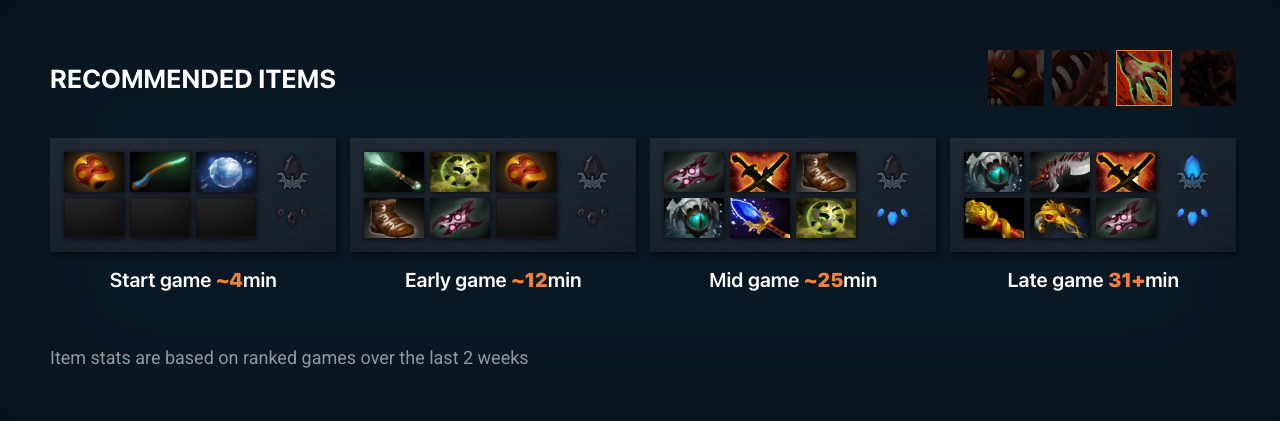 RECOMMENDED ITEMS
Start game ~4min
Early game ~12min
Mid game ~25min
Late game 31+min
Item stats are based on ranked games over the last 2 weeks